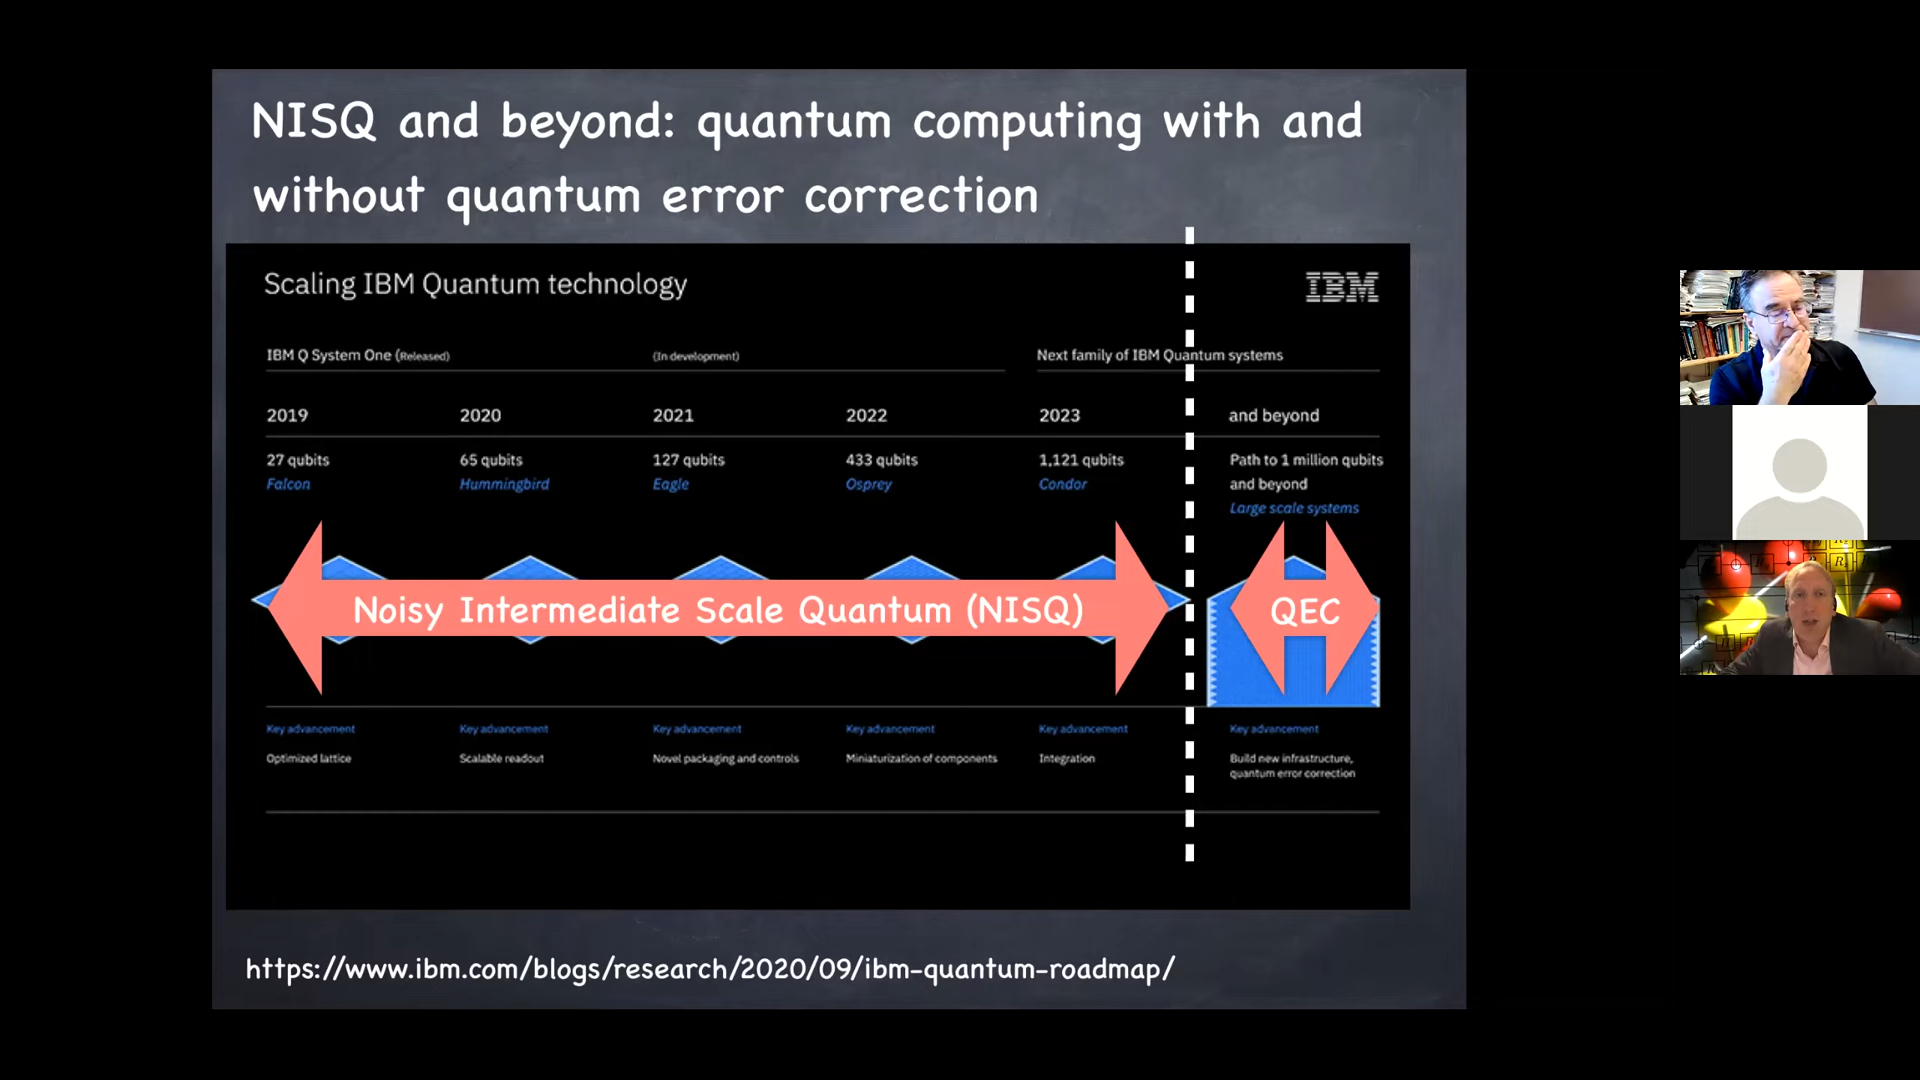 NISQ and beyond: quantum computing with and
without quantum error correction
Scaling IBM Quantum technology
IBM
IBM Q System One (Released)
(In development)
Next family of IBM Quantum systems
2019
2020
2021
2022
2023
and beyond
27 qubits
65 qubits
127 qubits
433 qubits
1,121 qubits
Path to 1 million qubits
and beyond
Falcon
Hummingbird
Eagle
Osprey
Condor
Large scale systems
Noisy Intermediate Scale Quantum (NISQ)
QEC
Key advancement
Key advancement
Key advancement
Key advancement
Key advancement
Key advancement
Optimized lattice
Scalable readout
Novel packaging and controls
Miniaturization of components
Integration
Build new infrastructure,
quantum error correction
https://www.ibm.com/blogs/research/2020/09/ibm-quantum-roadmap/